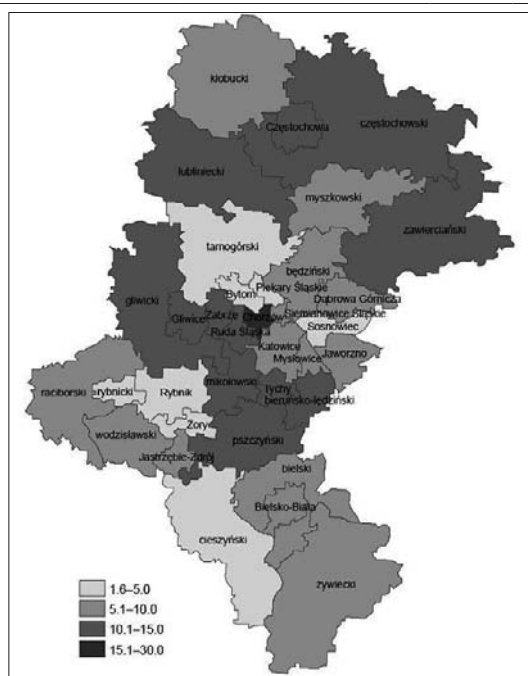 kłobucki
Częstochowa
częstochowski
lubliniecki
myszkowski
zawierciański
tarnogórski
będziński
Bytom
Piekary Śląskie
Dąbrowa Górnicza
gliwicki
Gliwice
Zabrze
Chorzów
Siemianowice Śląskie
Ruda Śląska
Sosnowiec
Katowice
Mysłowice
Jaworzno
raciborski
rybnicki
Rybnik
mikołowski
Tychy
bieruńsko-lędziński
Żory
wodzisławski
pszczyński
Jastrzębie-Zdrój
bielski
Bielsko-Biała
cieszyński
żywiecki
1.6–5.0
5.1–10.0
10.1–15.0
15.1–30.0